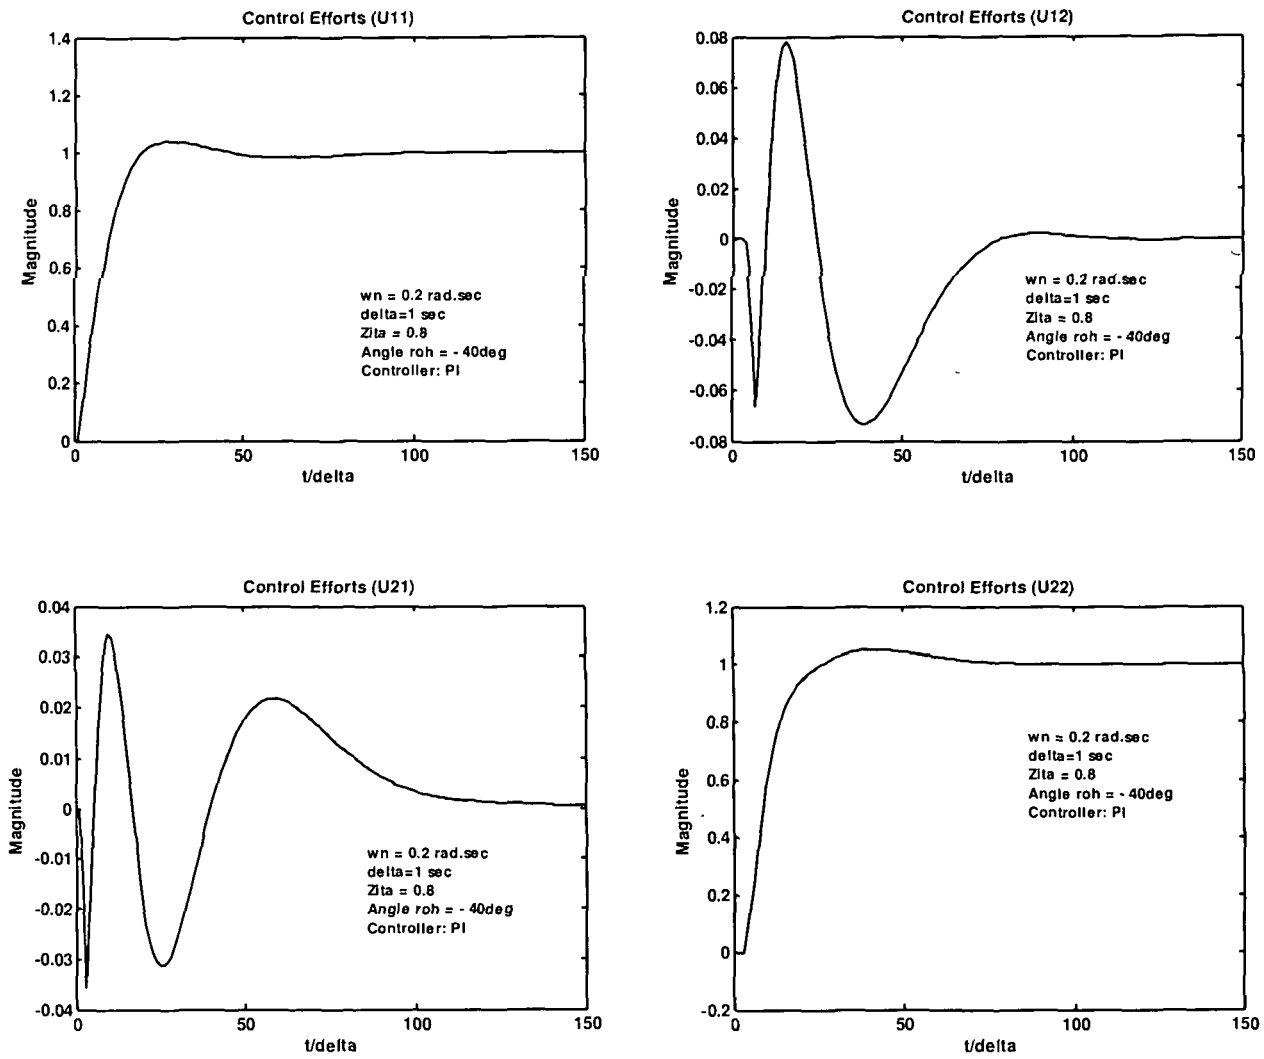 Control Efforts (U11)
1.4
1.2
1
0.8
0.6
0.4
0.2
0
Magnitude
wn = 0.2 rad.sec
delta=1 sec
Zita = 0.8
Angle roh = - 40deg
Controller: PI
0 50 100 150
t/delta
Control Efforts (U12)
0.08
0.06
0.04
0.02
0
-0.02
-0.04
-0.06
-0.08
Magnitude
wn = 0.2 rad.sec
delta=1 sec
Zita = 0.8
Angle roh = - 40deg
Controller: PI
0 50 100 150
t/delta
Control Efforts (U21)
0.04
0.03
0.02
0.01
0
-0.01
-0.02
-0.03
-0.04
Magnitude
wn = 0.2 rad.sec
delta=1 sec
Zita = 0.8
Angle roh = - 40deg
Controller: PI
0 50 100 150
t/delta
Control Efforts (U22)
1.2
1
0.8
0.6
0.4
0.2
0
-0.2
Magnitude
wn = 0.2 rad.sec
delta=1 sec
Zita = 0.8
Angle roh = - 40deg
Controller: PI
0 50 100 150
t/delta